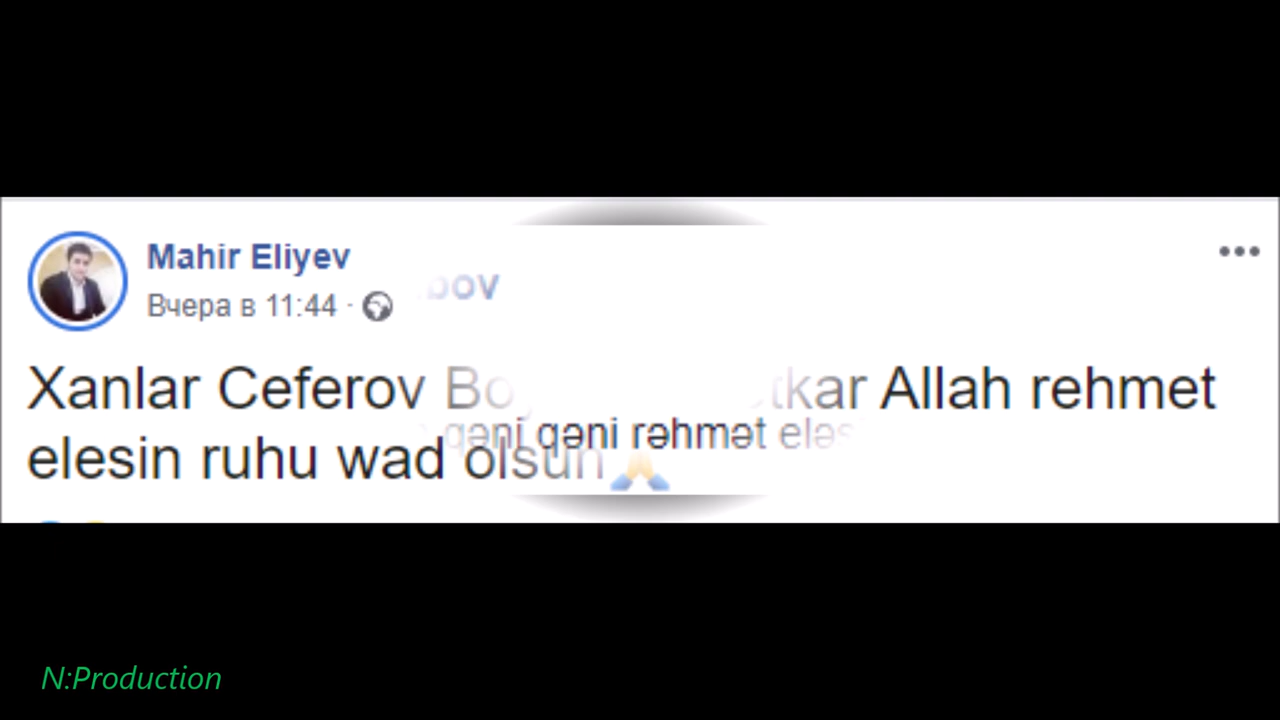 Mahir Eliyev
Вчера в 11:44 ·
Xanlar Ceferov Allah rehmet
qəni qəni rəhmət
elesin ruhu wad olsun🙏
N:Production